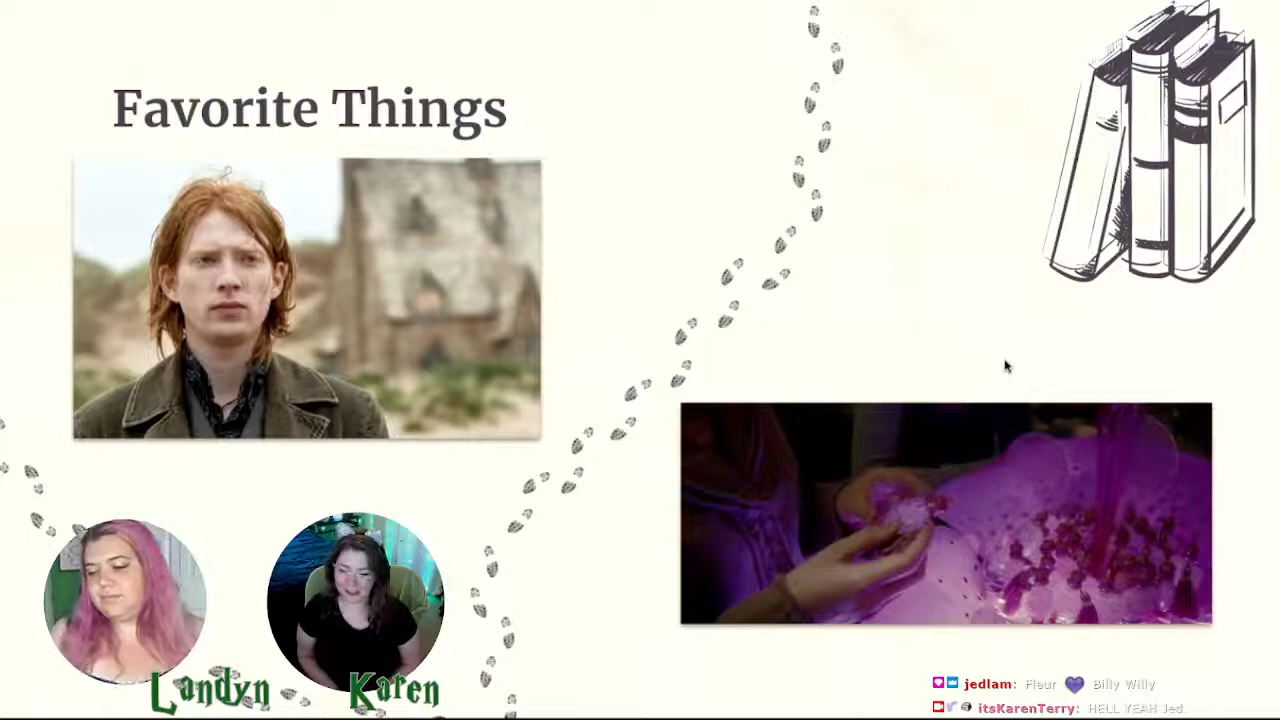 Favorite Things
Landyn
Karen
jedlam: Fleur 💜 Billy Willy
itsKarenTerry: HELL YEAH Jed.